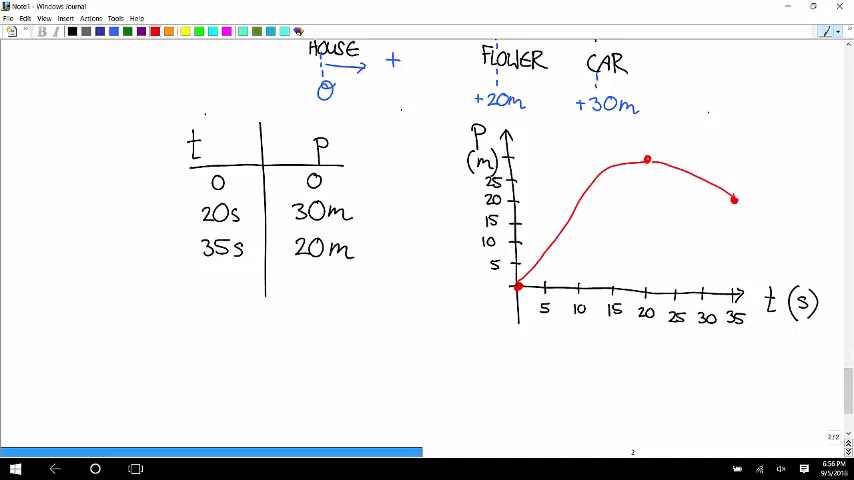 Note1 - Windows Journal
File Edit View Insert Actions Tools Help
B I
HOUSE + FLOWER CAR
0 +20m +30m
t p
0 0
20s 30m
35s 20m
P
(m)
25
20
15
10
5
5 10 15 20 25 30 35 t (s)
2/2
2
6:56 PM
9/5/2018